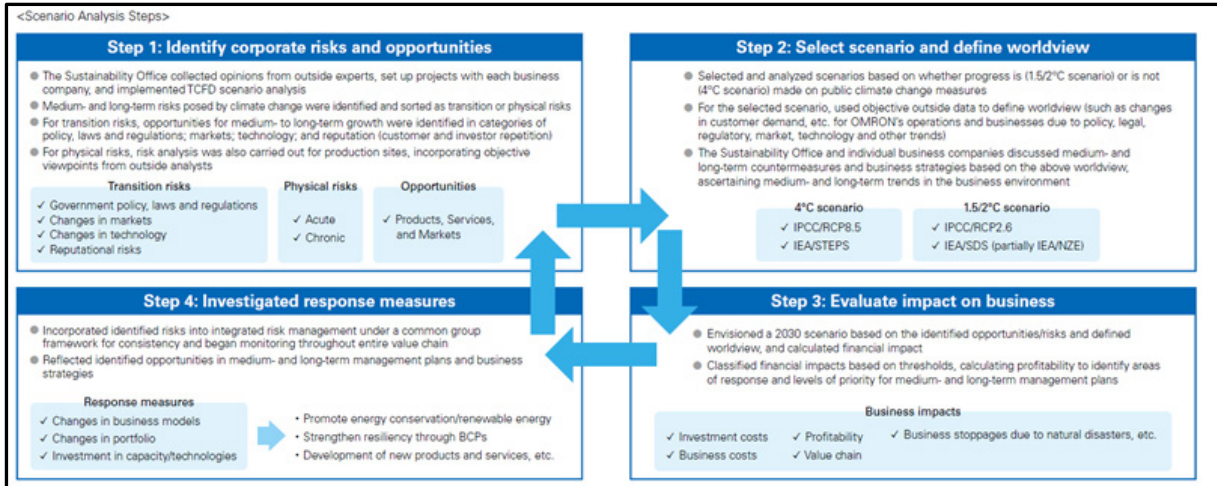 <Scenario Analysis Steps>
Step 1: Identify corporate risks and opportunities
● The Sustainability Office collected opinions from outside experts, set up projects with each business
company, and implemented TCFD scenario analysis
● Medium- and long-term risks posed by climate change were identified and sorted as transition or physical risks
● For transition risks, opportunities for medium- to long-term growth were identified in categories of
policy, laws and regulations; markets; technology; and reputation (customer and investor repetition)
● For physical risks, risk analysis was also carried out for production sites, incorporating objective
viewpoints from outside analysts
Transition risks
✓ Government policy, laws and regulations
✓ Changes in markets
✓ Changes in technology
✓ Reputational risks
Physical risks
✓ Acute
✓ Chronic
Opportunities
✓ Products, Services,
and Markets
Step 2: Select scenario and define worldview
● Selected and analyzed scenarios based on whether progress is (1.5/2°C scenario) or is not
(4°C scenario) made on public climate change measures
● For the selected scenario, used objective outside data to define worldview (such as changes
in customer demand, etc. for OMRON's operations and businesses due to policy, legal,
regulatory, market, technology and other trends)
● The Sustainability Office and individual business companies discussed medium- and
long-term countermeasures and business strategies based on the above worldview,
ascertaining medium- and long-term trends in the business environment
4°C scenario
✓ IPCC/RCP8.5
✓ IEA/STEPS
1.5/2°C scenario
✓ IPCC/RCP2.6
✓ IEA/SDS (partially IEA/NZE)
Step 4: Investigated response measures
● Incorporated identified risks into integrated risk management under a common group
framework for consistency and began monitoring throughout entire value chain
● Reflected identified opportunities in medium- and long-term management plans and business
strategies
Response measures
✓ Changes in business models
✓ Changes in portfolio
✓ Investment in capacity/technologies
• Promote energy conservation/renewable energy
• Strengthen resiliency through BCPs
• Development of new products and services, etc.
Step 3: Evaluate impact on business
● Envisioned a 2030 scenario based on the identified opportunities/risks and defined
worldview, and calculated financial impact
● Classified financial impacts based on thresholds, calculating profitability to identify areas
of response and levels of priority for medium- and long-term management plans
Business impacts
✓ Investment costs
✓ Business costs
✓ Profitability
✓ Value chain
✓ Business stoppages due to natural disasters, etc.